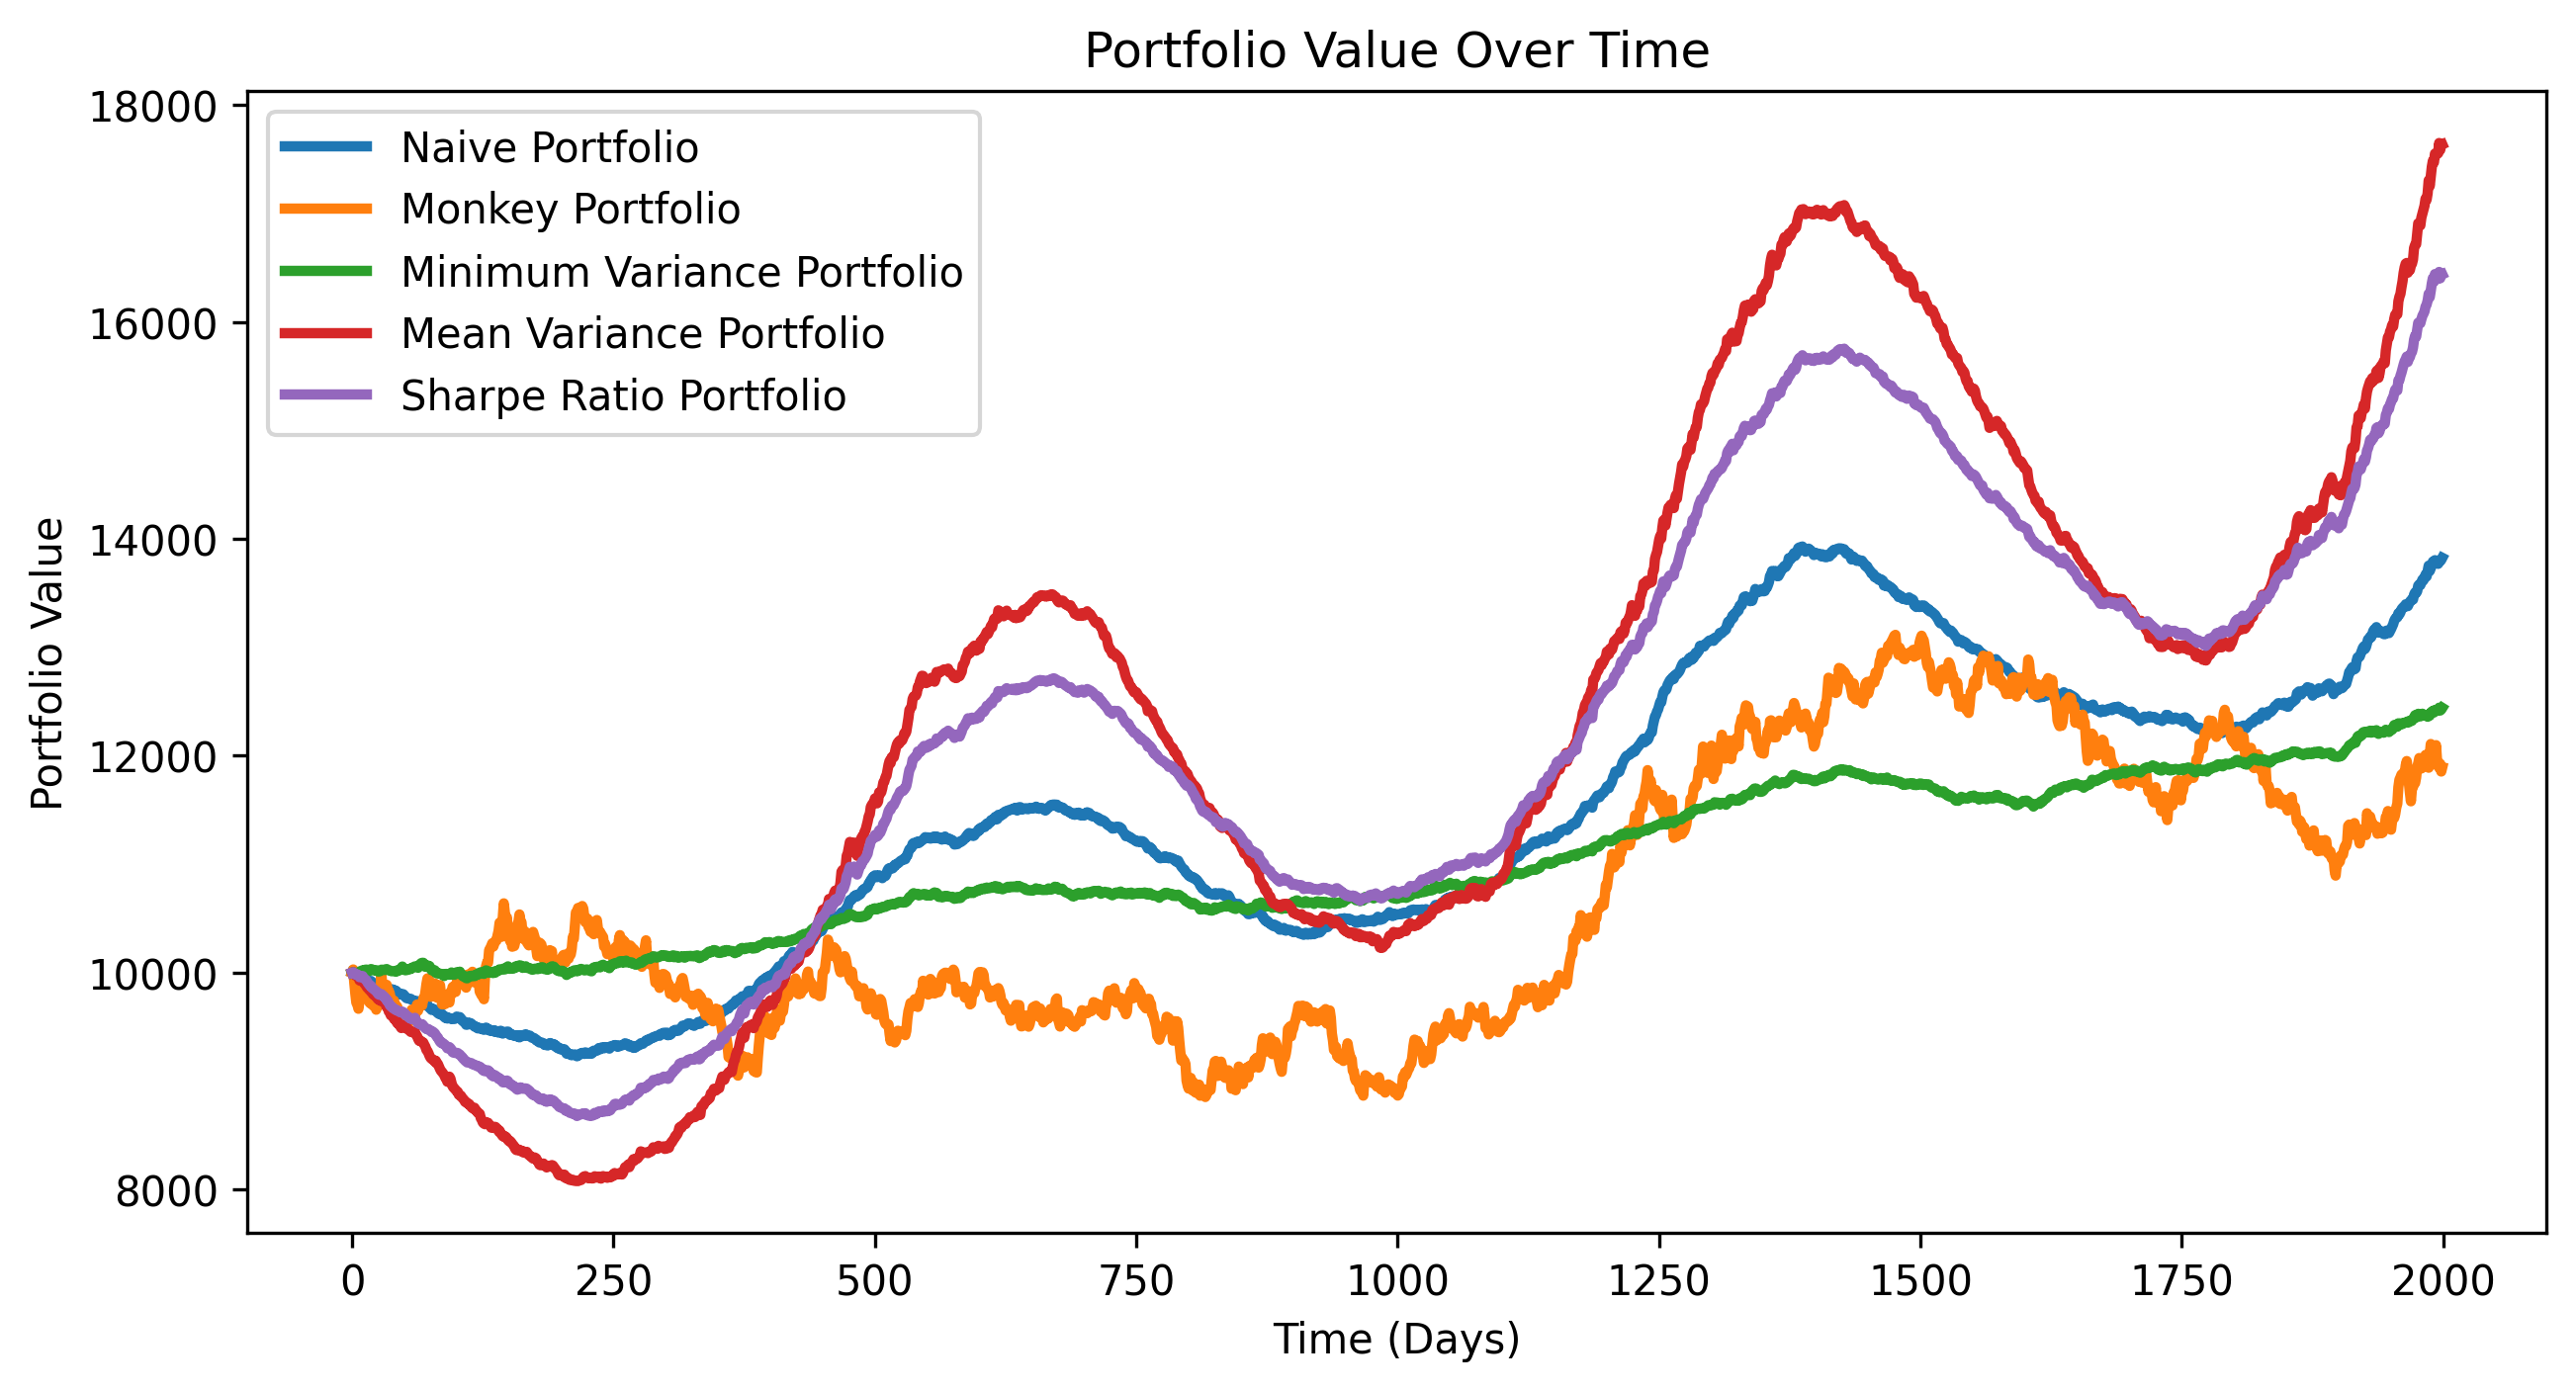 Portfolio Value Over Time
18000
16000
14000
12000
10000
8000
Portfolio Value
Naive Portfolio
Monkey Portfolio
Minimum Variance Portfolio
Mean Variance Portfolio
Sharpe Ratio Portfolio
0 250 500 750 1000 1250 1500 1750 2000
Time (Days)